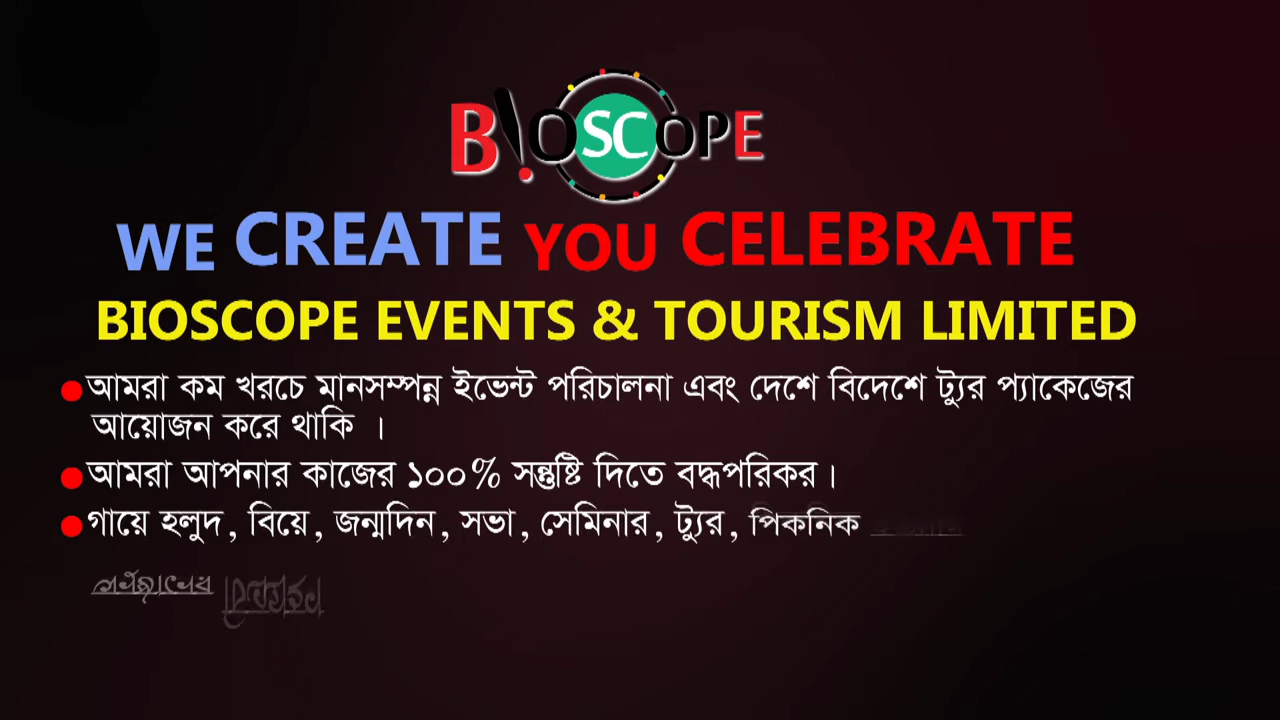 BIOSCOPE
WE CREATE YOU CELEBRATE
BIOSCOPE EVENTS & TOURISM LIMITED
আমরা কম খরচে মানসম্পন্ন ইভেন্ট পরিচালনা এবং দেশে বিদেশে ট্যুর প্যাকেজের
আয়োজন করে থাকি ।
আমরা আপনার কাজের ১০০% সন্তুষ্টি দিতে বদ্ধপরিকর।
গায়ে হলুদ, বিয়ে, জন্মদিন, সভা, সেমিনার, ট্যুর, পিকনিক